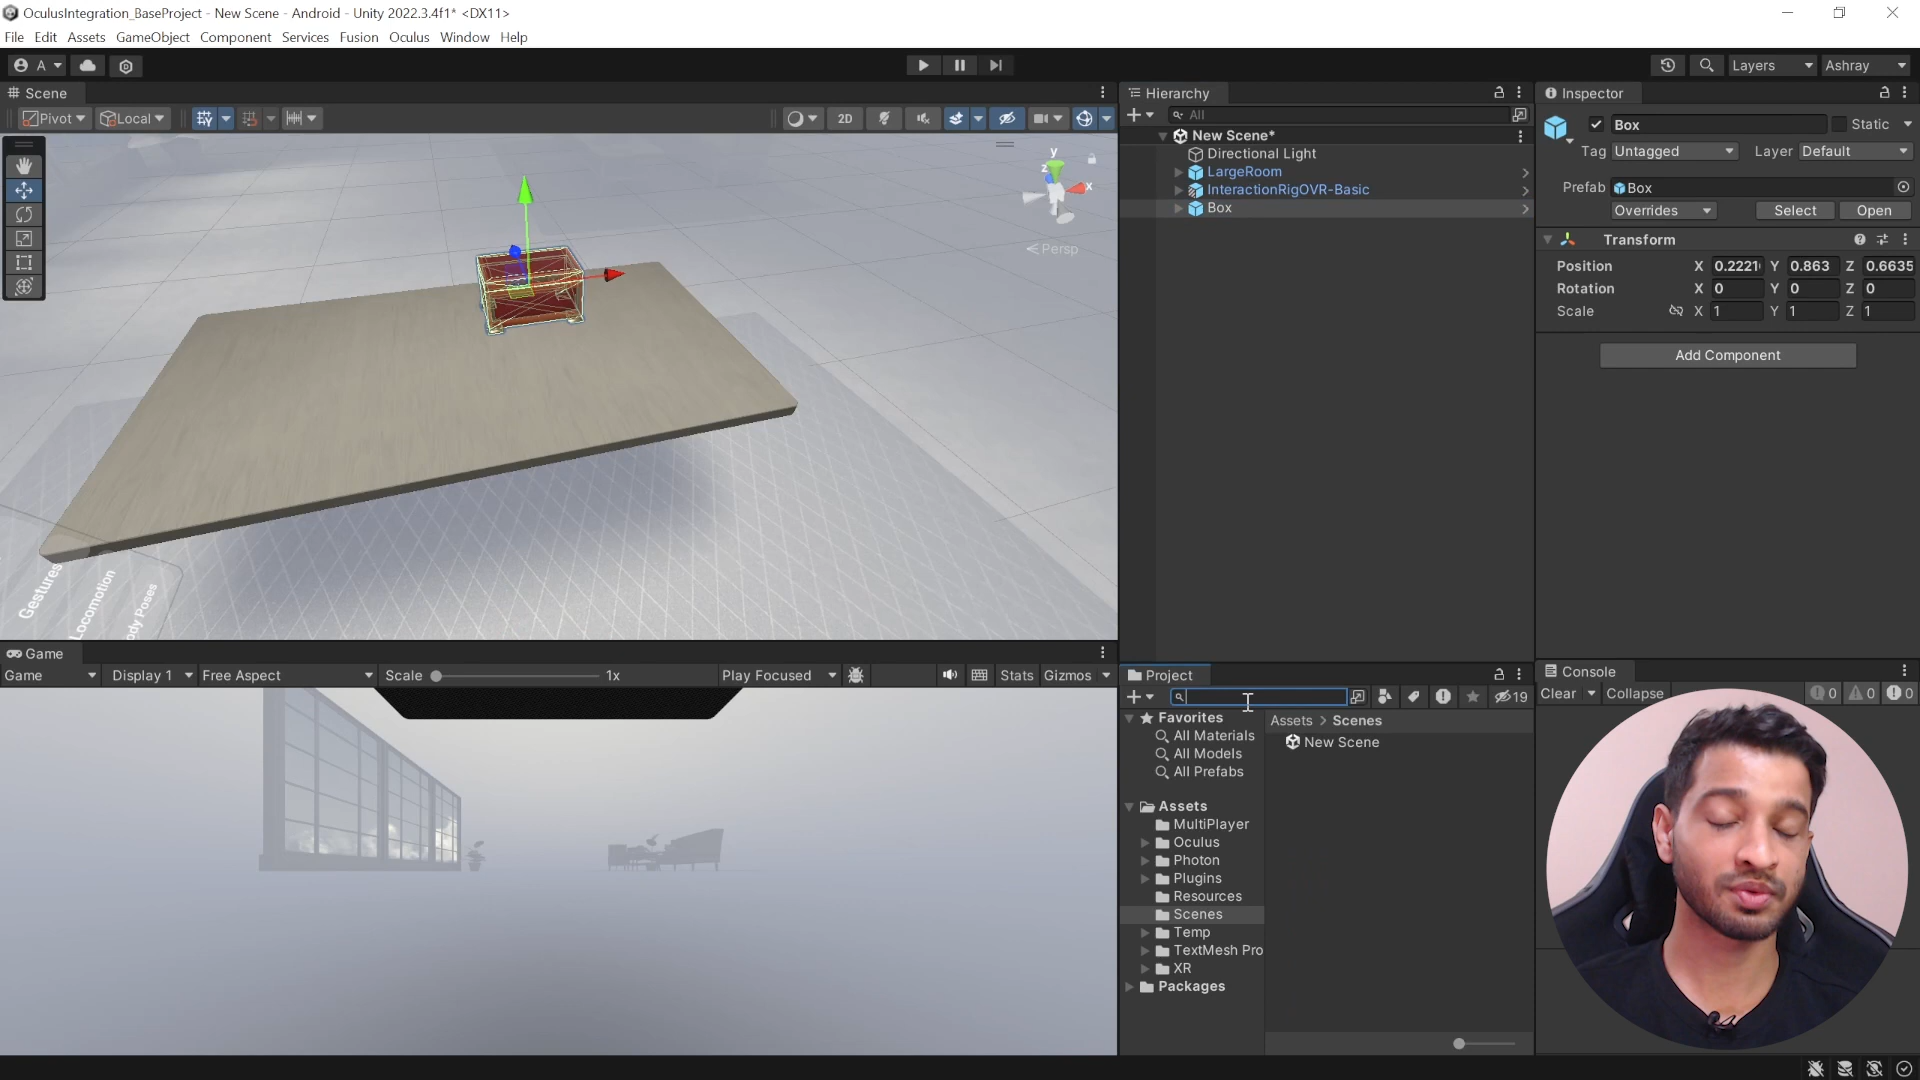 OculusIntegration_BaseProject - New Scene - Android - Unity 2022.3.4f1* <DX11>
File Edit Assets GameObject Component Services Fusion Oculus Window Help
A Layers Ashray
Scene
Pivot Local 2D
y
z
x
Persp
Gestures
Locomotion
ody Poses
Hierarchy
All
New Scene*
Directional Light
LargeRoom
InteractionRigOVR-Basic
Box
Inspector
Box Static
Tag Untagged Layer Default
Prefab Box
Overrides Select Open
Transform
Position X 0.2221 Y 0.863 Z 0.6635
Rotation X 0 Y 0 Z 0
Scale X 1 Y 1 Z 1
Add Component
Game
Game Display 1 Free Aspect Scale 1x Play Focused Stats Gizmos
Project
19
Favorites
All Materials
All Models
All Prefabs
Assets
MultiPlayer
Oculus
Photon
Plugins
Resources
Scenes
Temp
TextMesh Pro
XR
Packages
Assets > Scenes
New Scene
Console
Clear Collapse 0 0 0